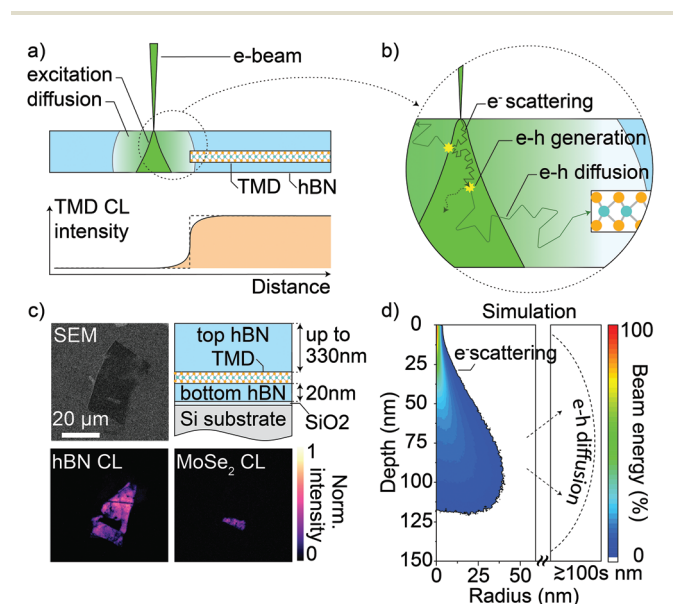 a)
e-beam
excitation
diffusion
TMD
hBN
TMD CL
intensity
Distance
b)
e⁻ scattering
e-h generation
e-h diffusion
c)
SEM
20 μm
top hBN
TMD
bottom hBN
Si substrate
up to
330nm
20nm
SiO2
hBN CL
MoSe₂ CL
1
Norm.
intensity
0
d)
Simulation
0
25
50
75
100
125
150
Depth (nm)
e⁻scattering
e-h diffusion
0
25
50
≥100s nm
Radius (nm)
100
0
Beam energy (%)